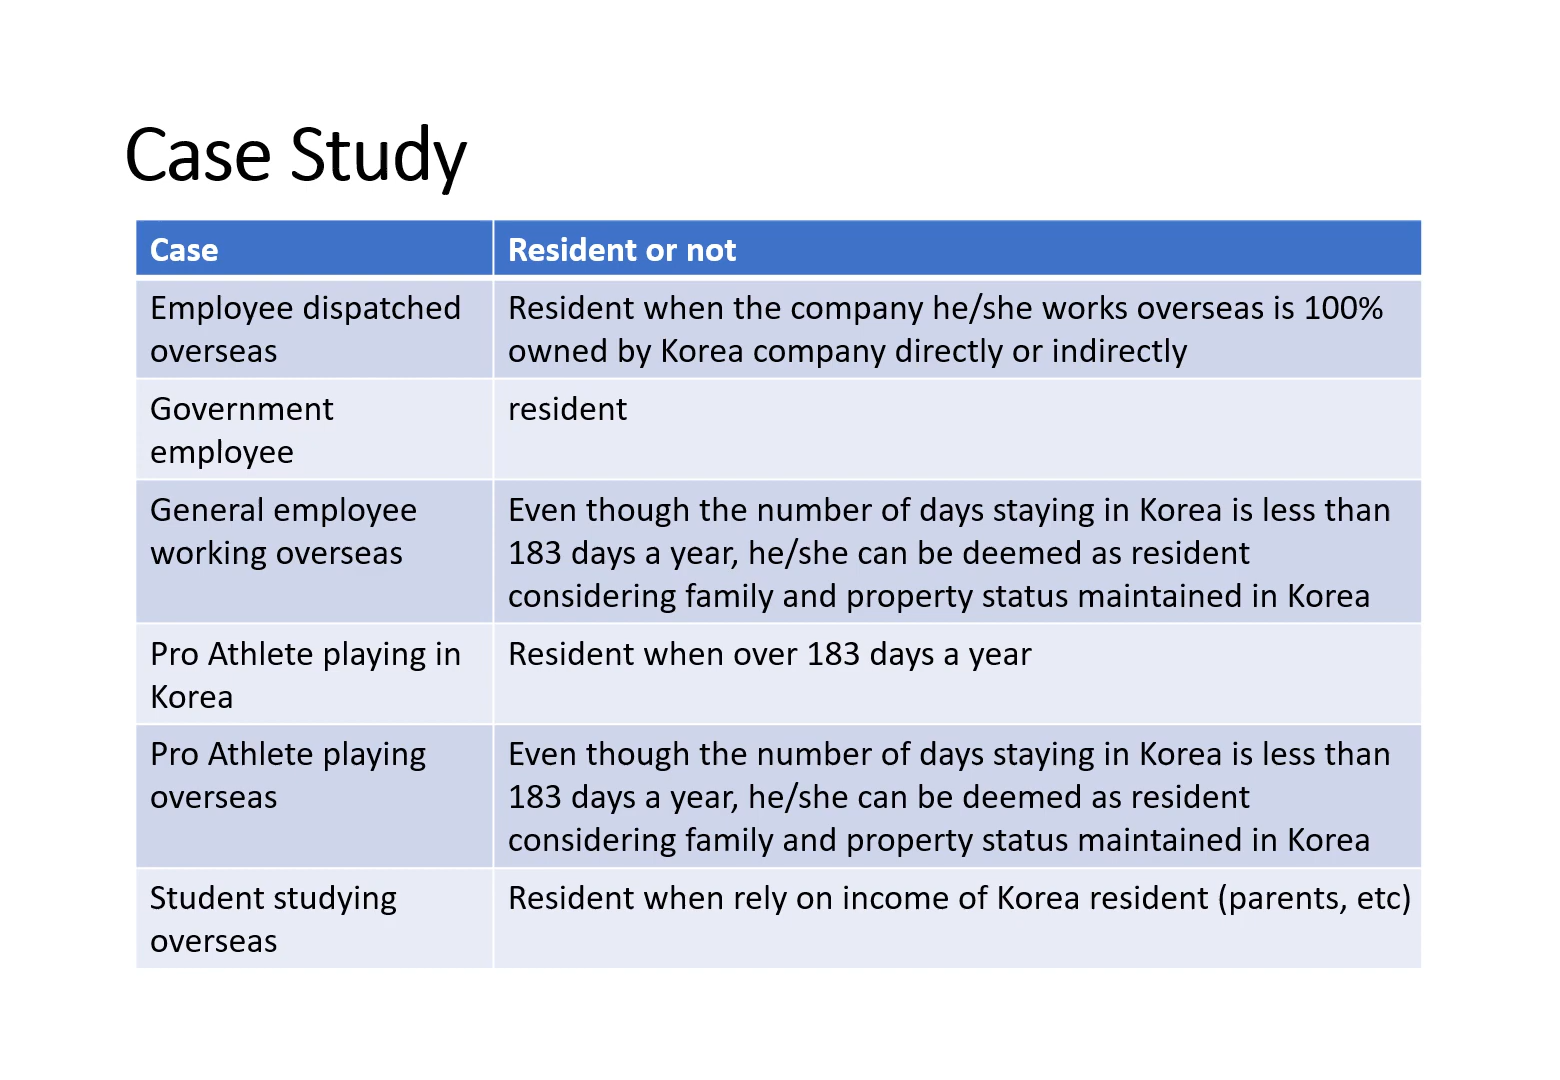 Case Study
Case
Resident or not
Employee dispatched
overseas
Resident when the company he/she works overseas is 100%
owned by Korea company directly or indirectly
Government
employee
resident
General employee
working overseas
Even though the number of days staying in Korea is less than
183 days a year, he/she can be deemed as resident
considering family and property status maintained in Korea
Pro Athlete playing in
Korea
Resident when over 183 days a year
Pro Athlete playing
overseas
Even though the number of days staying in Korea is less than
183 days a year, he/she can be deemed as resident
considering family and property status maintained in Korea
Student studying
overseas
Resident when rely on income of Korea resident (parents, etc)